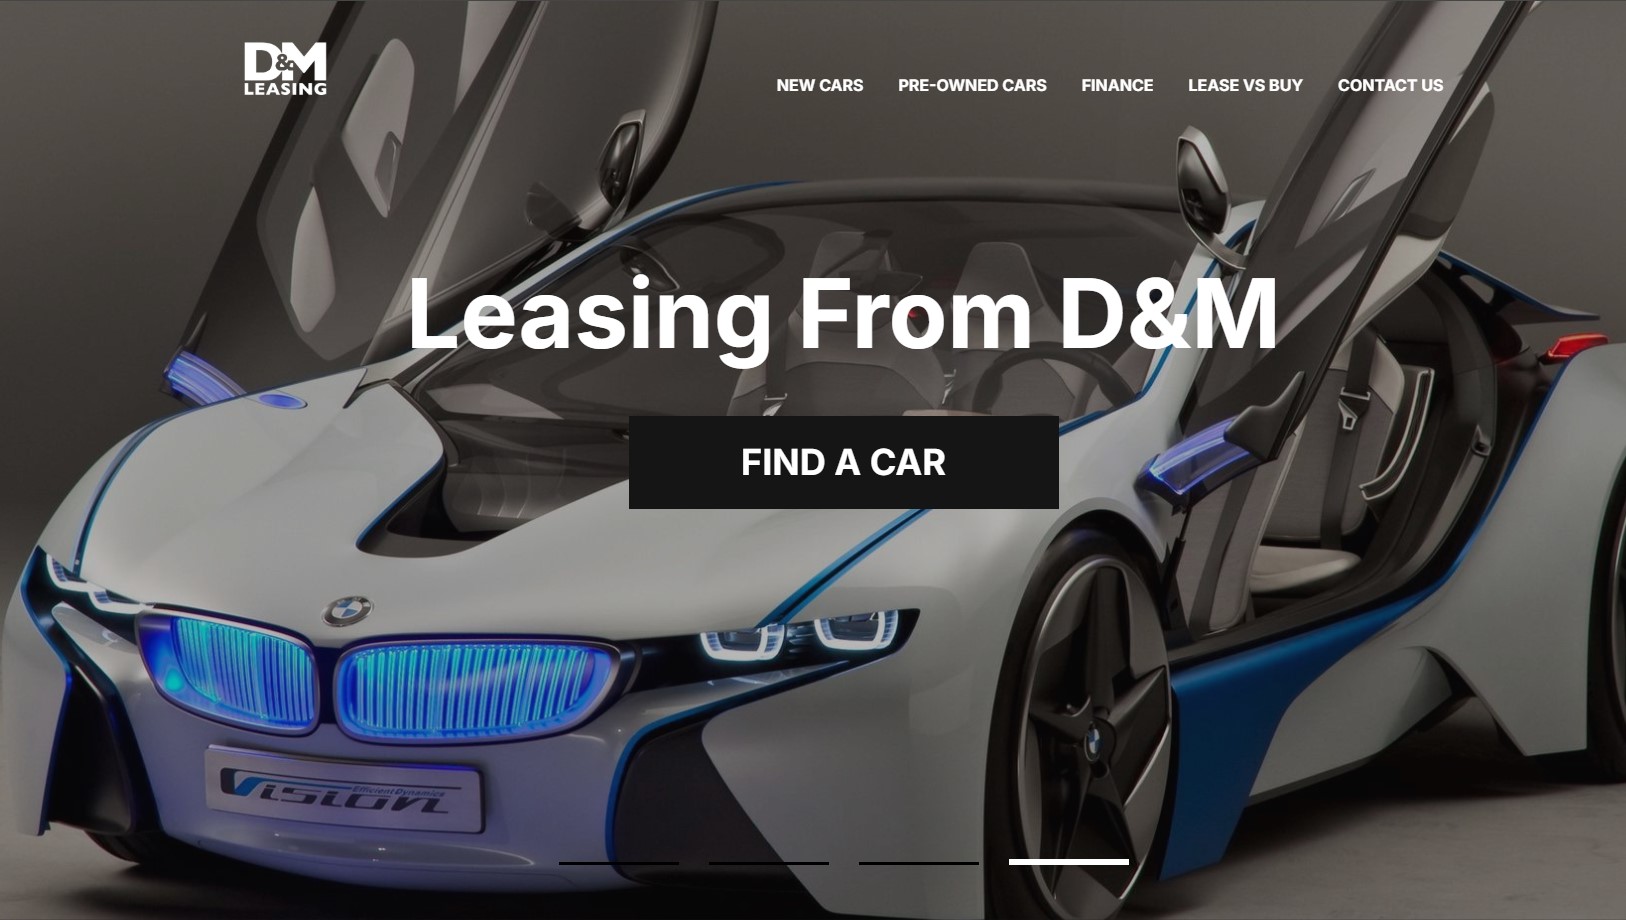 D&M
LEASING
NEW CARS PRE-OWNED CARS FINANCE LEASE VS BUY CONTACT US
Leasing From D&M
FIND A CAR
EfficientDynamics
Vision